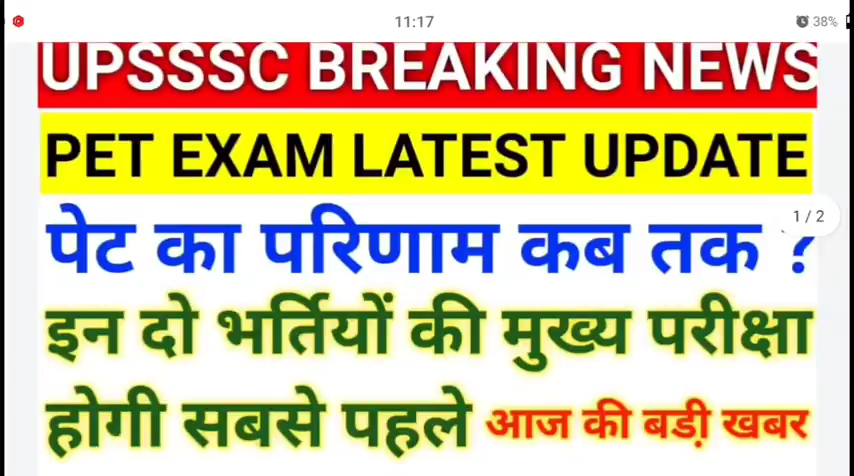 11:17
38%
UPSSSC BREAKING NEWS
PET EXAM LATEST UPDATE
1 / 2
पेट का परिणाम कब तक ?
इन दो भर्तियों की मुख्य परीक्षा
होगी सबसे पहले आज की बडी़ खबर